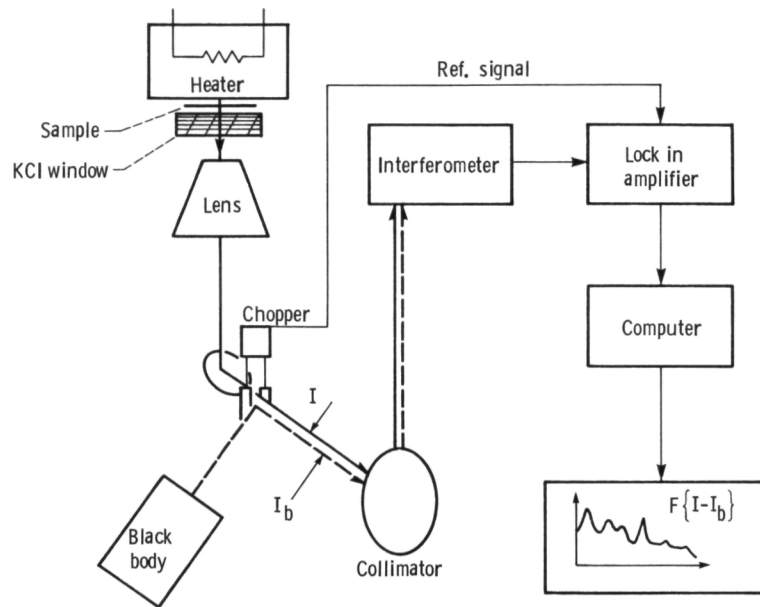 Heater
Ref. signal
Sample
KCl window
Lens
Interferometer
Lock in
amplifier
Chopper
Computer
I
I_b
Black
body
Collimator
F{I-I_b}